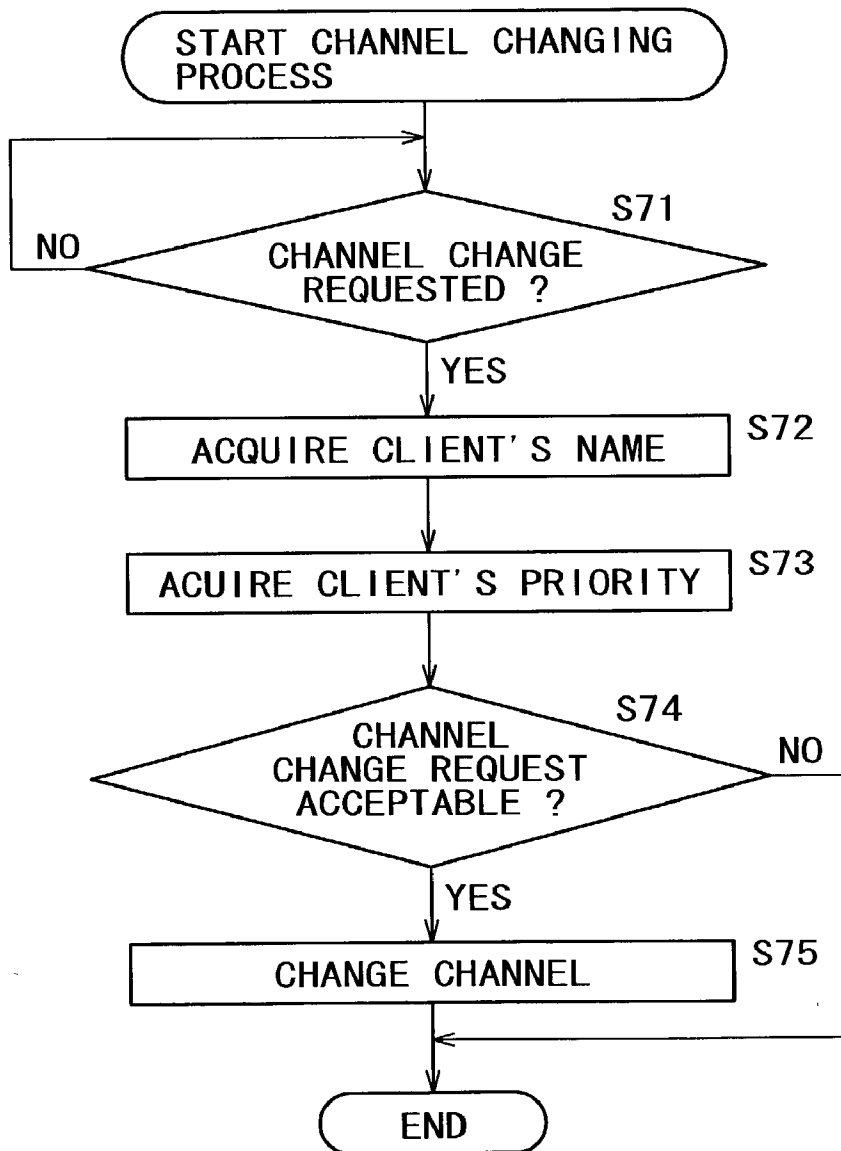 START CHANNEL CHANGING
PROCESS
S71
NO
CHANNEL CHANGE
REQUESTED ?
YES
S72
ACQUIRE CLIENT'S NAME
S73
ACUIRE CLIENT'S PRIORITY
S74
CHANNEL
CHANGE REQUEST
ACCEPTABLE ?
NO
YES
S75
CHANGE CHANNEL
END